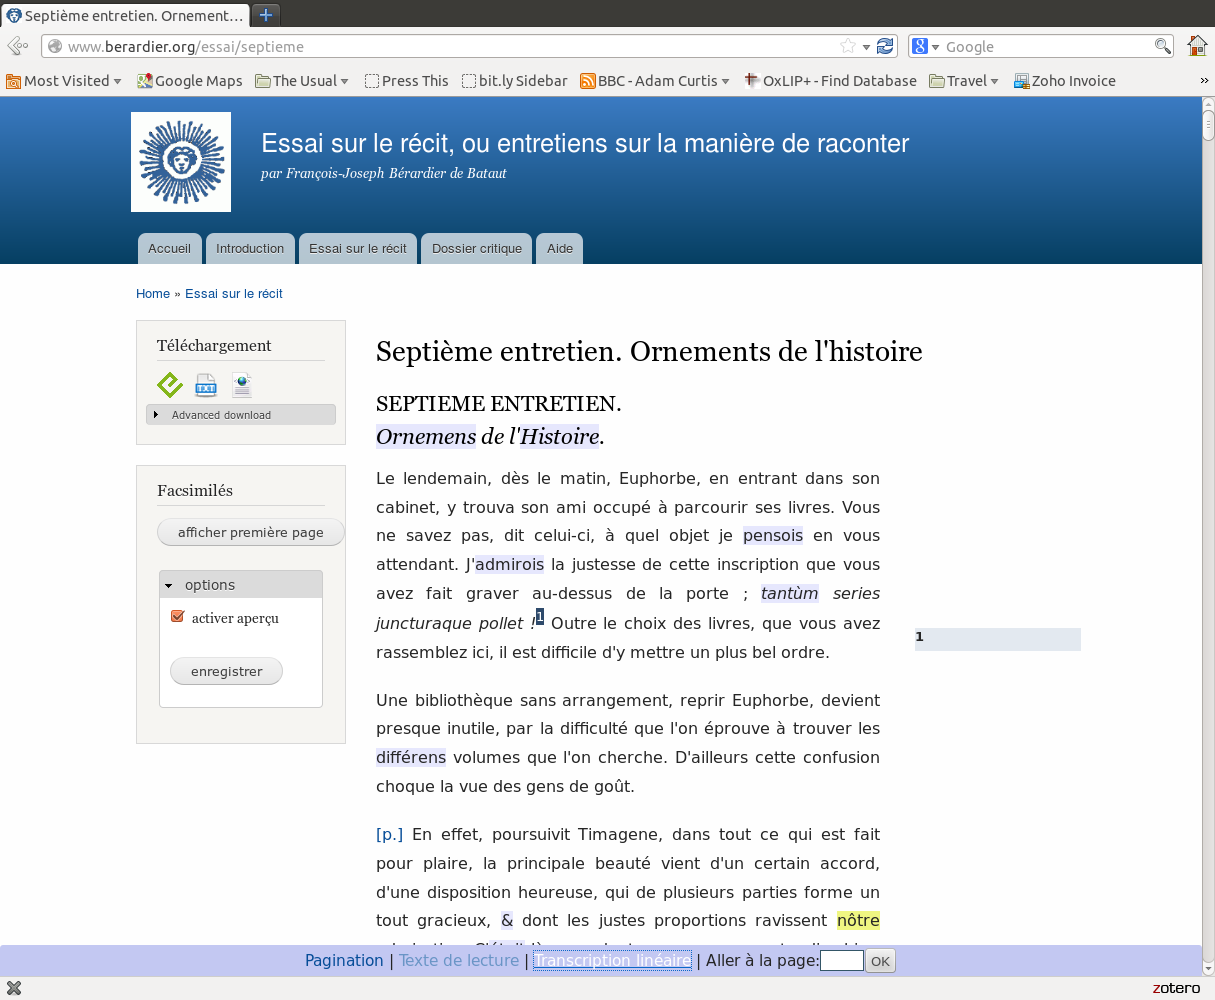 Septième entretien. Ornement…
www.berardier.org/essai/septieme
Google
Most Visited
Google Maps
The Usual
Press This
bit.ly Sidebar
BBC - Adam Curtis
OxLIP+ - Find Database
Travel
Zoho Invoice
»
Essai sur le récit, ou entretiens sur la manière de raconter
par François-Joseph Bérardier de Bataut
Accueil
Introduction
Essai sur le récit
Dossier critique
Aide
Home » Essai sur le récit
Téléchargement
TEXT
Advanced download
Facsimilés
afficher première page
options
activer aperçu
enregistrer
Septième entretien. Ornements de l'histoire
SEPTIEME ENTRETIEN.
Ornemens de l'Histoire.
Le lendemain, dès le matin, Euphorbe, en entrant dans son
cabinet, y trouva son ami occupé à parcourir ses livres. Vous
ne savez pas, dit celui-ci, à quel objet je pensois en vous
attendant. J'admirois la justesse de cette inscription que vous
avez fait graver au-dessus de la porte ; tantùm series
juncturaque pollet !1 Outre le choix des livres, que vous avez
rassemblez ici, il est difficile d'y mettre un plus bel ordre.
1
Une bibliothèque sans arrangement, reprir Euphorbe, devient
presque inutile, par la difficulté que l'on éprouve à trouver les
différens volumes que l'on cherche. D'ailleurs cette confusion
choque la vue des gens de goût.
[p.] En effet, poursuivit Timagene, dans tout ce qui est fait
pour plaire, la principale beauté vient d'un certain accord,
d'une disposition heureuse, qui de plusieurs parties forme un
tout gracieux, & dont les justes proportions ravissent nôtre
Pagination | Texte de lecture | Transcription linéaire | Aller à la page: OK
zotero